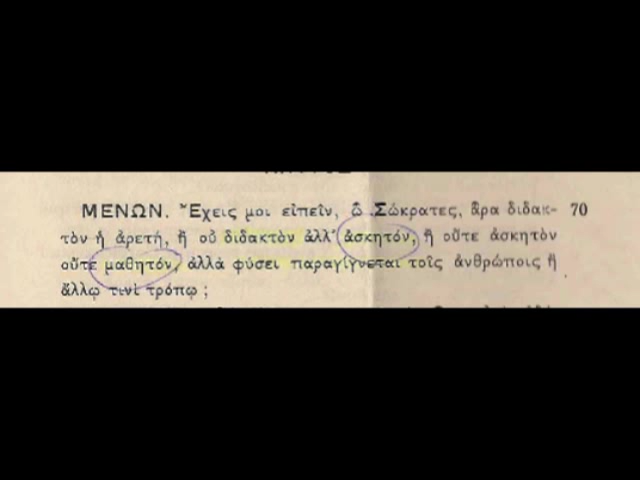 ΜΕΝΩΝ. Ἔχεις μοι εἰπεῖν, ὦ Σώκρατες, ἆρα διδακ- 70
τὸν ἡ ἀρετή, ἢ οὐ διδακτὸν ἀλλ’ ἀσκητόν, ἢ οὔτε ἀσκητὸν
οὔτε μαθητόν, ἀλλὰ φύσει παραγίγνεται τοῖς ἀνθρώποις ἢ
ἄλλῳ τινὶ τρόπῳ ;